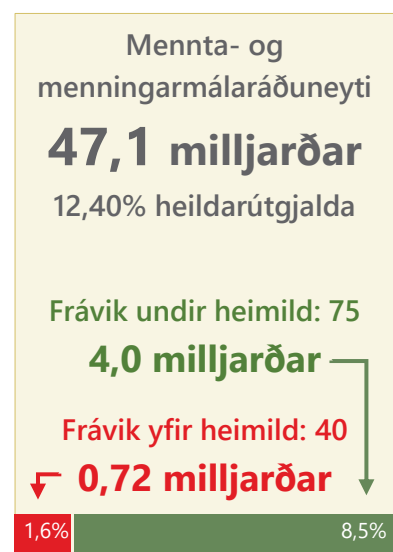 Mennta- og
menningarmálaráðuneyti
47,1 milljarðar
12,40% heildarútgjalda
Frávik undir heimild: 75
4,0 milljarðar
Frávik yfir heimild: 40
0,72 milljarðar
1,6% 8,5%